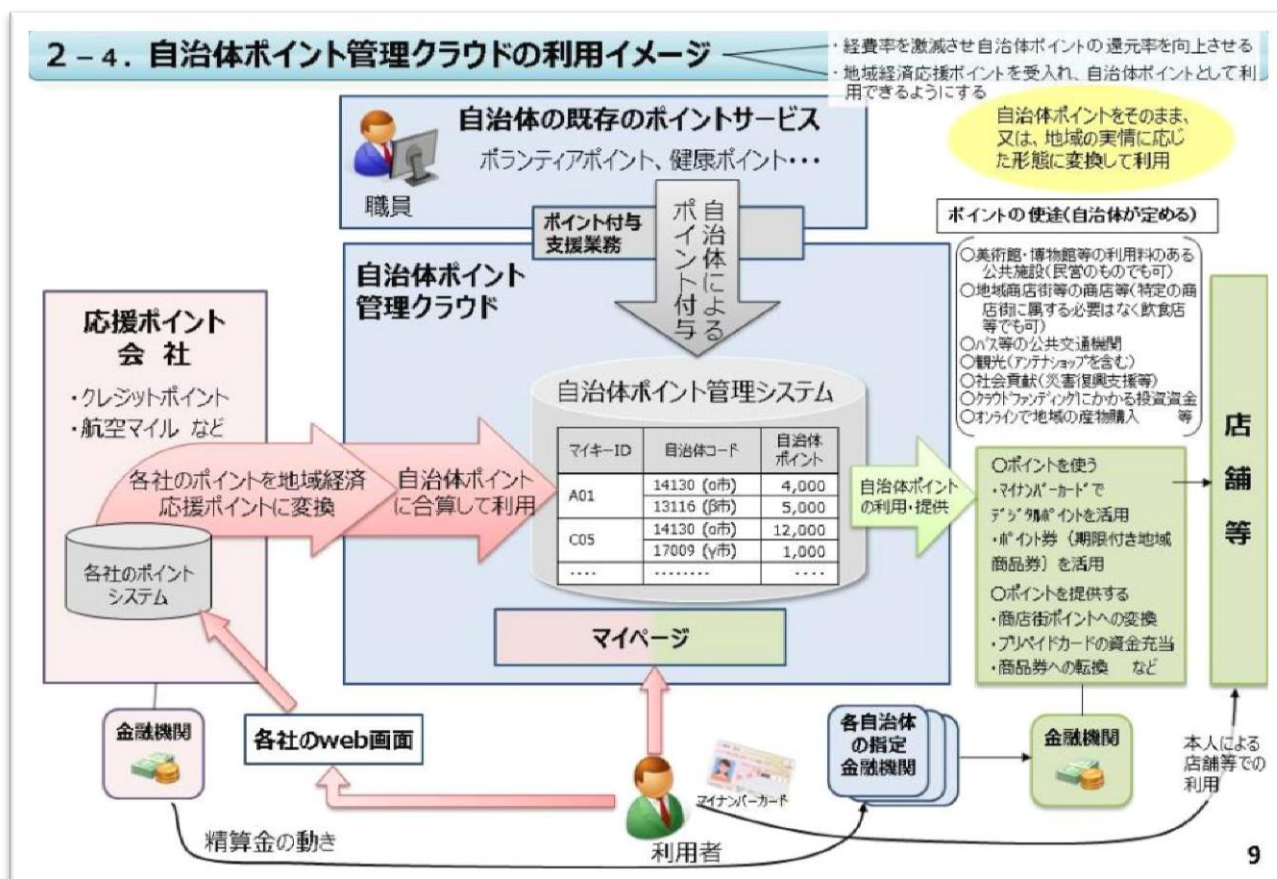 2－4．自治体ポイント管理クラウドの利用イメージ
・経費率を激減させ自治体ポイントの還元率を向上させる
・地域経済応援ポイントを受入れ、自治体ポイントとして利
用できるようにする
自治体の既存のポイントサービス
ボランティアポイント、健康ポイント・・・
職員
自治体ポイントをそのまま、
又は、地域の実情に応じ
た形態に変換して利用
ポイント付与
支援業務
自治体による
ポイント付与
ポイントの使途(自治体が定める)
○美術館・博物館等の利用料のある
公共施設(民営のものでも可)
○地域商店街等の商店等(特定の商
店街に属する必要はなく飲食店
等でも可)
○バス等の公共交通機関
○観光(アンテナショップを含む)
○社会貢献(災害復興支援等)
○クラウドファンディングにかかる投資資金
○オンラインで地域の産物購入　等
自治体ポイント
管理クラウド
応援ポイント
会 社
・クレジットポイント
・航空マイル など
各社のポイントを地域経済
応援ポイントに変換
自治体ポイント
に合算して利用
各社のポイント
システム
自治体ポイント管理システム
マイキーID 自治体コード 自治体
ポイント
A01 14130 (α市) 4,000
13116 (β市) 5,000
C05 14130 (α市) 12,000
17009 (γ市) 1,000
‥‥ ‥‥‥‥ ‥‥
自治体ポイント
の利用・提供
○ポイントを使う
・マイナンバーカードで
デジタルポイントを活用
・ポイント券（期限付き地域
商品券）を活用
○ポイントを提供する
・商店街ポイントへの変換
・プリペイドカードの資金充当
・商品券への転換　など
店舗等
マイページ
金融機関
各社のweb画面
マイナンバーカード
利用者
各自治体
の指定
金融機関
金融機関
本人による
店舗等での
利用
精算金の動き
9